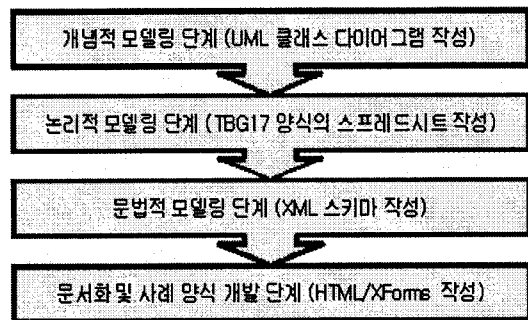 개념적 모델링 단계 (UML 클래스 다이어그램 작성)
논리적 모델링 단계 (TBG17 양식의 스프레드시트 작성)
문법적 모델링 단계 (XML 스키마 작성)
문서화 및 사례 양식 개발 단계 (HTML/XForms 작성)